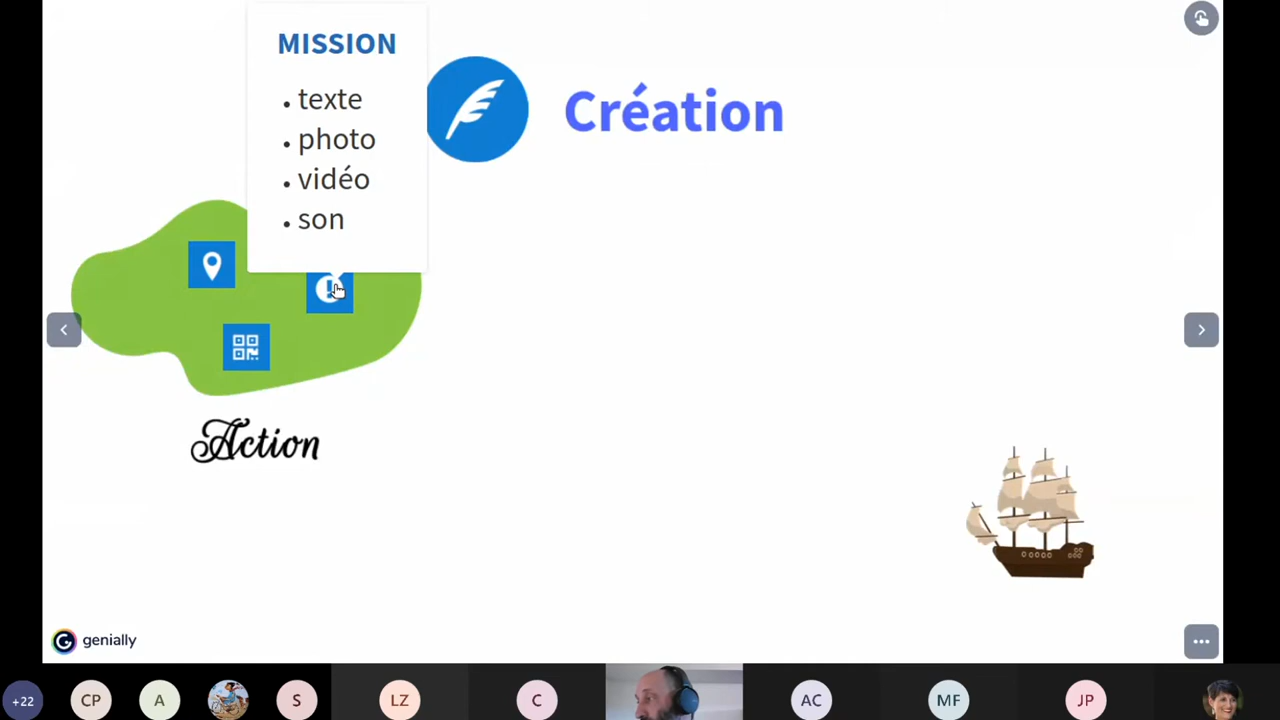 MISSION
• texte
• photo
• vidéo
• son
Création
Action
genially
+22
CP
A
S
LZ
C
AC
MF
JP